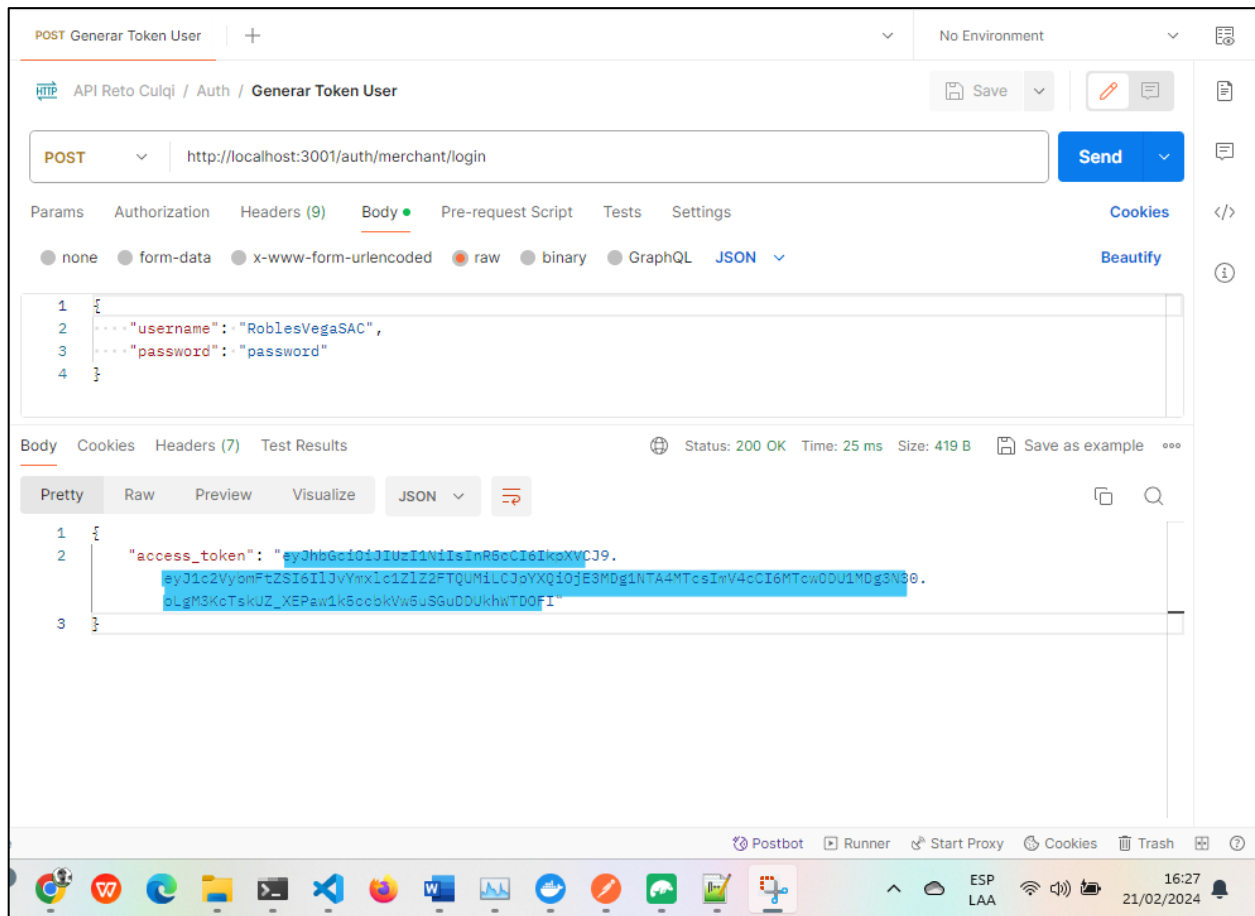 POST Generar Token User
No Environment
API Reto Culqi / Auth / Generar Token User
Save
POST http://localhost:3001/auth/merchant/login
Send
Params Authorization Headers (9) Body Pre-request Script Tests Settings Cookies
none form-data x-www-form-urlencoded raw binary GraphQL JSON Beautify
1 {
2 "username": "RoblesVegaSAC",
3 "password": "password"
4 }
Body Cookies Headers (7) Test Results Status: 200 OK Time: 25 ms Size: 419 B Save as example
Pretty Raw Preview Visualize JSON
1 {
2 "access_token": "
3 }
Postbot Runner Start Proxy Cookies Trash
ESP
LAA
16:27
21/02/2024